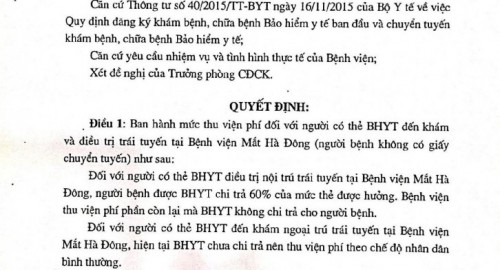 Căn cứ Thông tư số 40/2015/TT-BYT ngày 16/11/2015 của Bộ Y tế về việc
Quy định đăng ký khám bệnh, chữa bệnh Bảo hiểm y tế ban đầu và chuyển tuyến
khám bệnh, chữa bệnh Bảo hiểm y tế;
Căn cứ yêu cầu nhiệm vụ và tình hình thực tế của Bệnh viện;
Xét đề nghị của Trưởng phòng CĐCK.
QUYẾT ĐỊNH:
Điều 1: Ban hành mức thu viện phí đối với người có thẻ BHYT đến khám
và điều trị trái tuyến tại Bệnh viện Mắt Hà Đông (người bệnh không có giấy
chuyển tuyến) như sau:
Đối với người có thẻ BHYT điều trị nội trú trái tuyến tại Bệnh viện Mắt Hà
Đông, người bệnh được BHYT chi trả 60% của mức thẻ được hưởng. Bệnh viện
thu viện phí phần còn lại mà BHYT không chi trả cho người bệnh.
Đối với người có thẻ BHYT đến khám ngoại trú trái tuyến tại Bệnh viện
Mắt Hà Đông, hiện tại BHYT chưa chi trả nên thu viện phí theo chế độ nhân dân
bình thường.